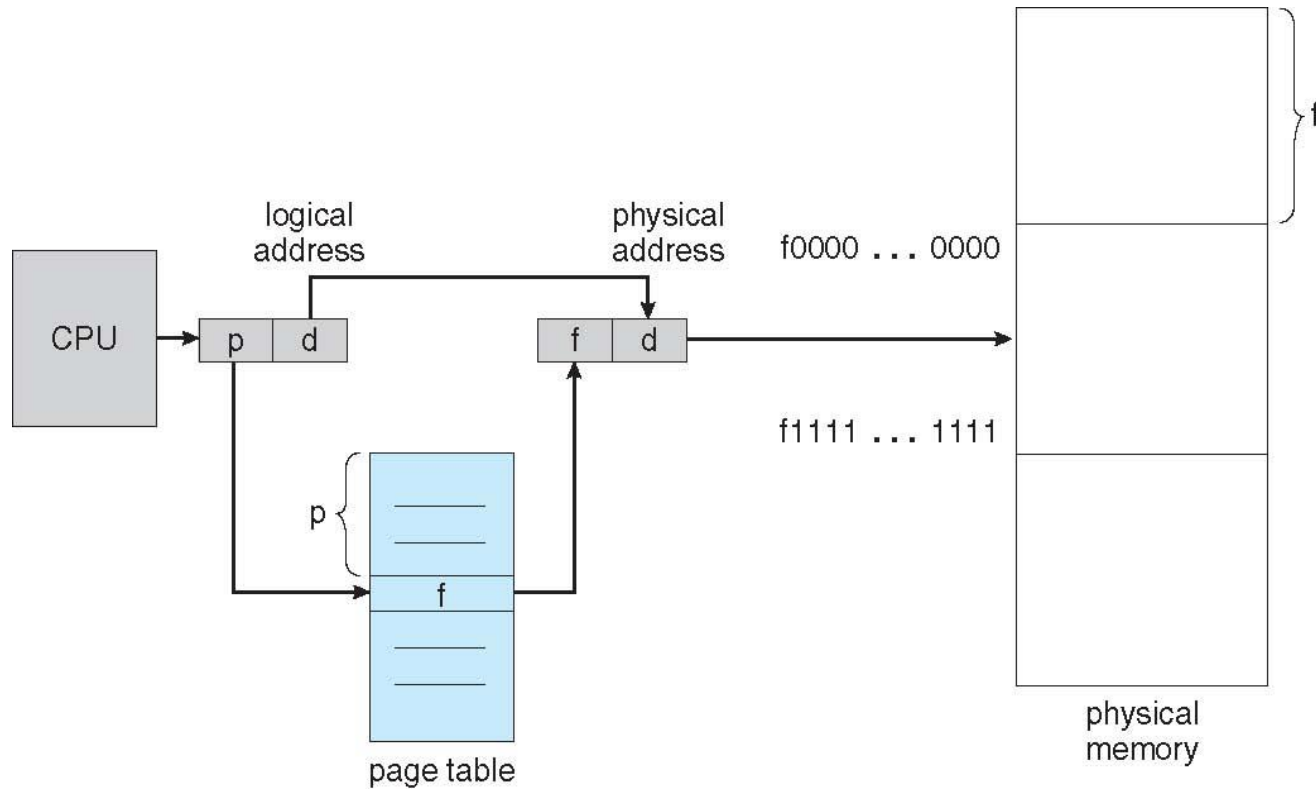 f
logical
address
physical
address
f0000 ... 0000
CPU
p
d
f
d
f1111 ... 1111
p
f
physical
memory
page table